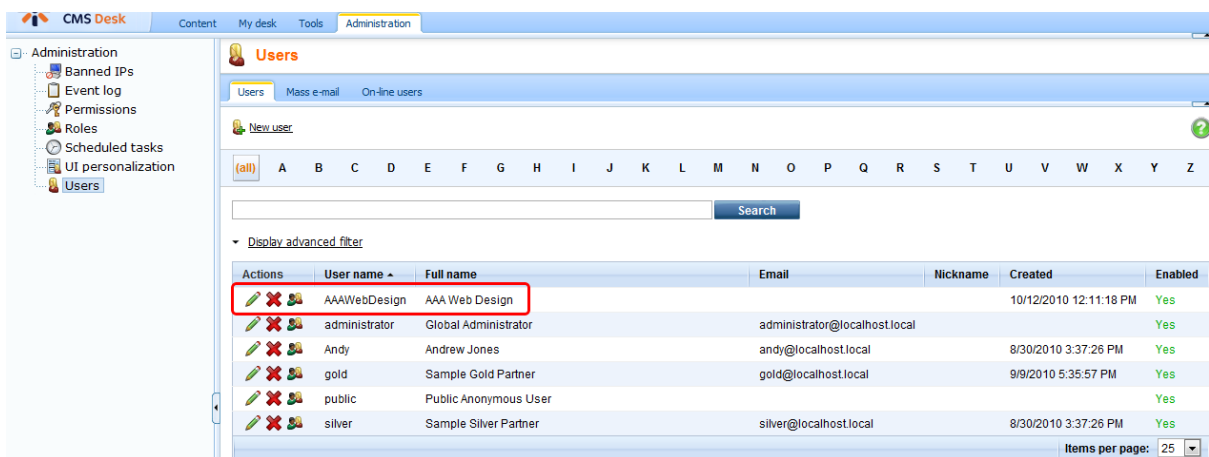 CMS Desk Content My desk Tools Administration
Administration
Banned IPs
Event log
Permissions
Roles
Scheduled tasks
UI personalization
Users
Users
Users Mass e-mail On-line users
New user
(all) A B C D E F G H I J K L M N O P Q R S T U V W X Y Z
Search
Display advanced filter
Actions User name Full name Email Nickname Created Enabled
AAAWebDesign AAA Web Design 10/12/2010 12:11:18 PM Yes
administrator Global Administrator administrator@localhost.local Yes
Andy Andrew Jones andy@localhost.local 8/30/2010 3:37:26 PM Yes
gold Sample Gold Partner gold@localhost.local 9/9/2010 5:35:57 PM Yes
public Public Anonymous User Yes
silver Sample Silver Partner silver@localhost.local 8/30/2010 3:37:26 PM Yes
Items per page: 25